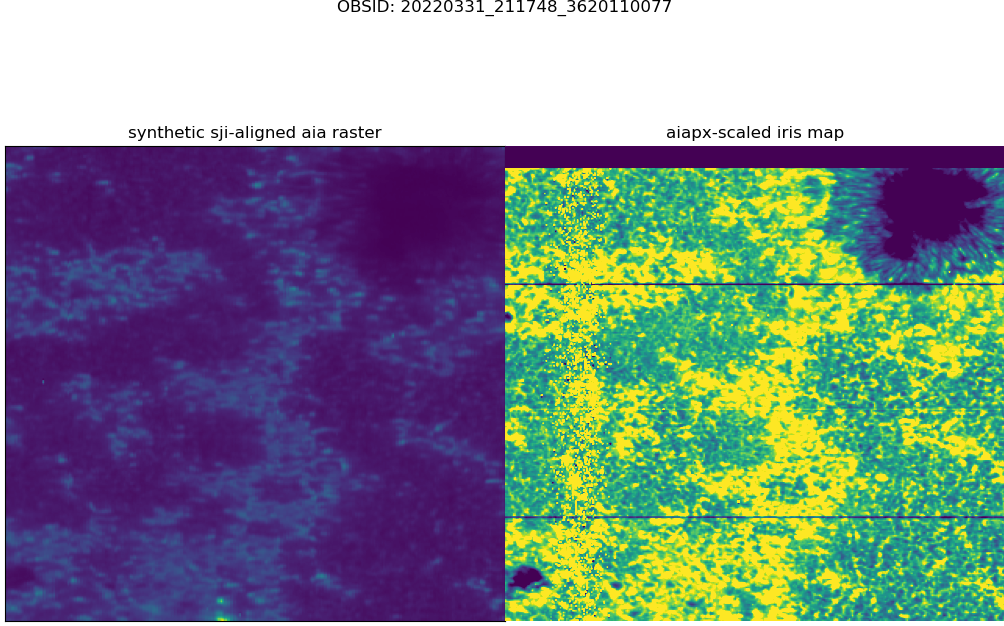 OBSID: 20220331_211748_3620110077
synthetic sji-aligned aia raster
aiapx-scaled iris map